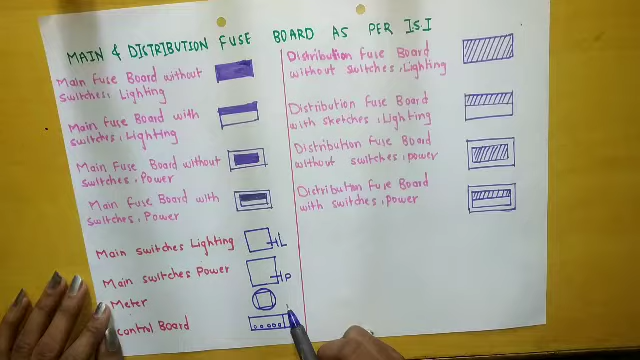 MAIN & DISTRIBUTION FUSE BOARD AS PER ISI
Main Fuse Board without
switches, Lighting
Main Fuse Board with
switches, Lighting
Main Fuse Board without
switches, Power
Main Fuse Board with
switches, Power
Main switches Lighting
L
Main switches Power
P
Meter
control Board
Distribution Fuse Board
without switches, Lighting
Distribution Fuse Board
with sketches, Lighting
Distribution Fuse Board
without switches, power
Distribution Fuse Board
with switches, power